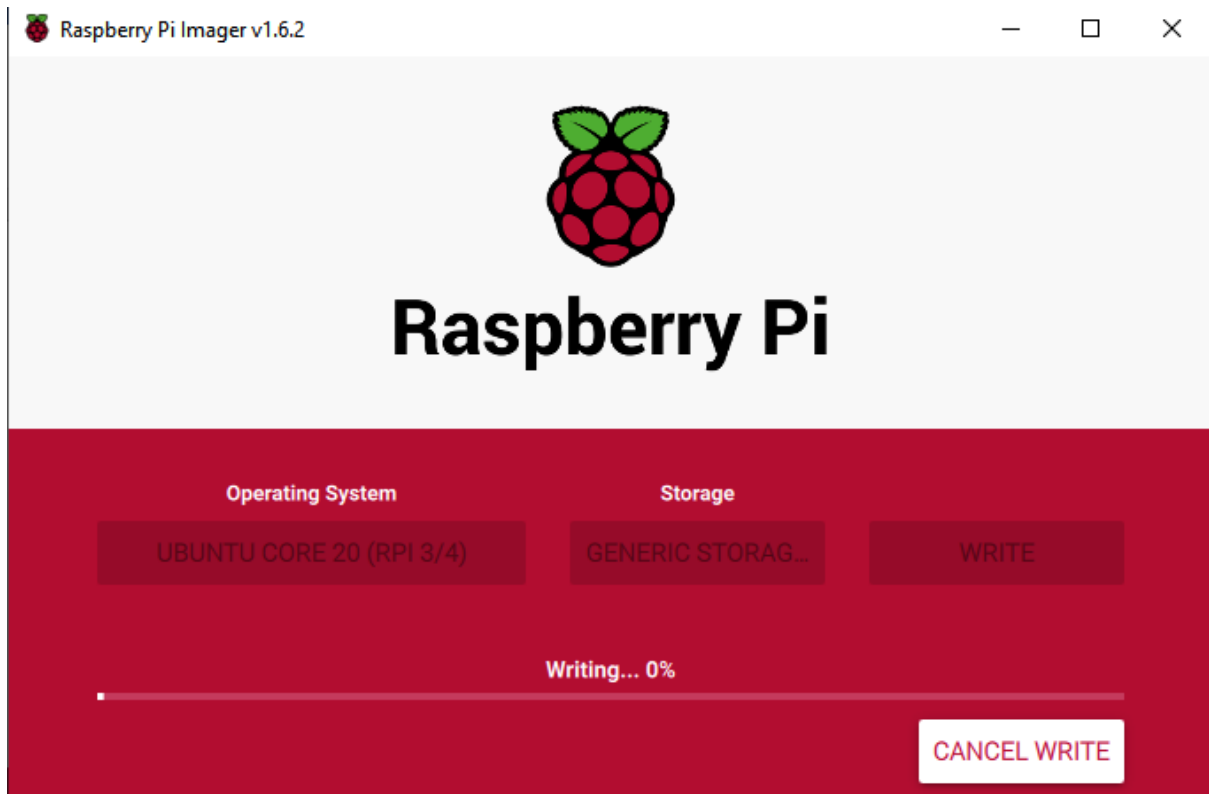 Raspberry Pi Imager v1.6.2
Raspberry Pi
Operating System
Storage
UBUNTU CORE 20 (RPI 3/4)
GENERIC STORAG...
WRITE
Writing... 0%
CANCEL WRITE